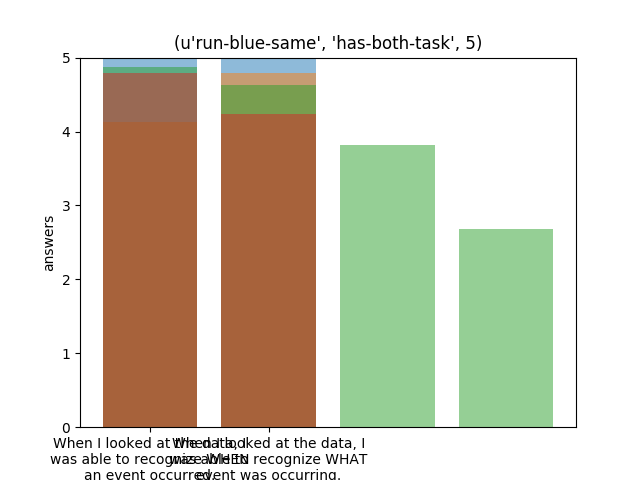 (u'run-blue-same', 'has-both-task', 5)
5
4
3
2
1
0
answers
When I looked at the data, I
was able to recognize WHEN
an event occurred.
When I looked at the data, I
was able to recognize WHAT
event was occurring.